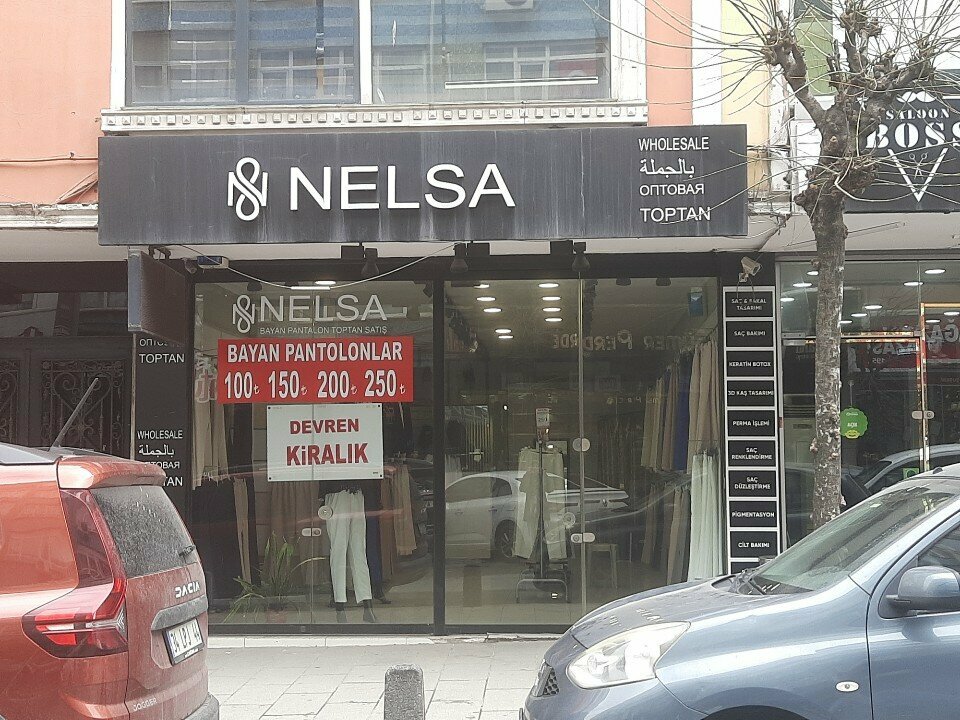 NELSA
WHOLESALE
بالجملة
ОПТОВАЯ
TOPTAN
SALOON
BOSS
NELSA
BAYAN PANTALON TOPTAN SATIŞ
BAYAN PANTOLONLAR
100₺ 150₺ 200₺ 250₺
DEVREN
KiRALIK
TOPTAN
WHOLESALE
بالجملة
ОПТОВАЯ
SAÇ & SAKAL
TASARIMI
SAÇ BAKIMI
KERATİN BOTOX
3D KAŞ TASARIMI
PERMA İŞLEMİ
SAÇ
RENKLENDİRME
SAÇ
DÜZLEŞTİRME
PİGMENTASYON
CİLT BAKIMI
DACIA
JOGGER